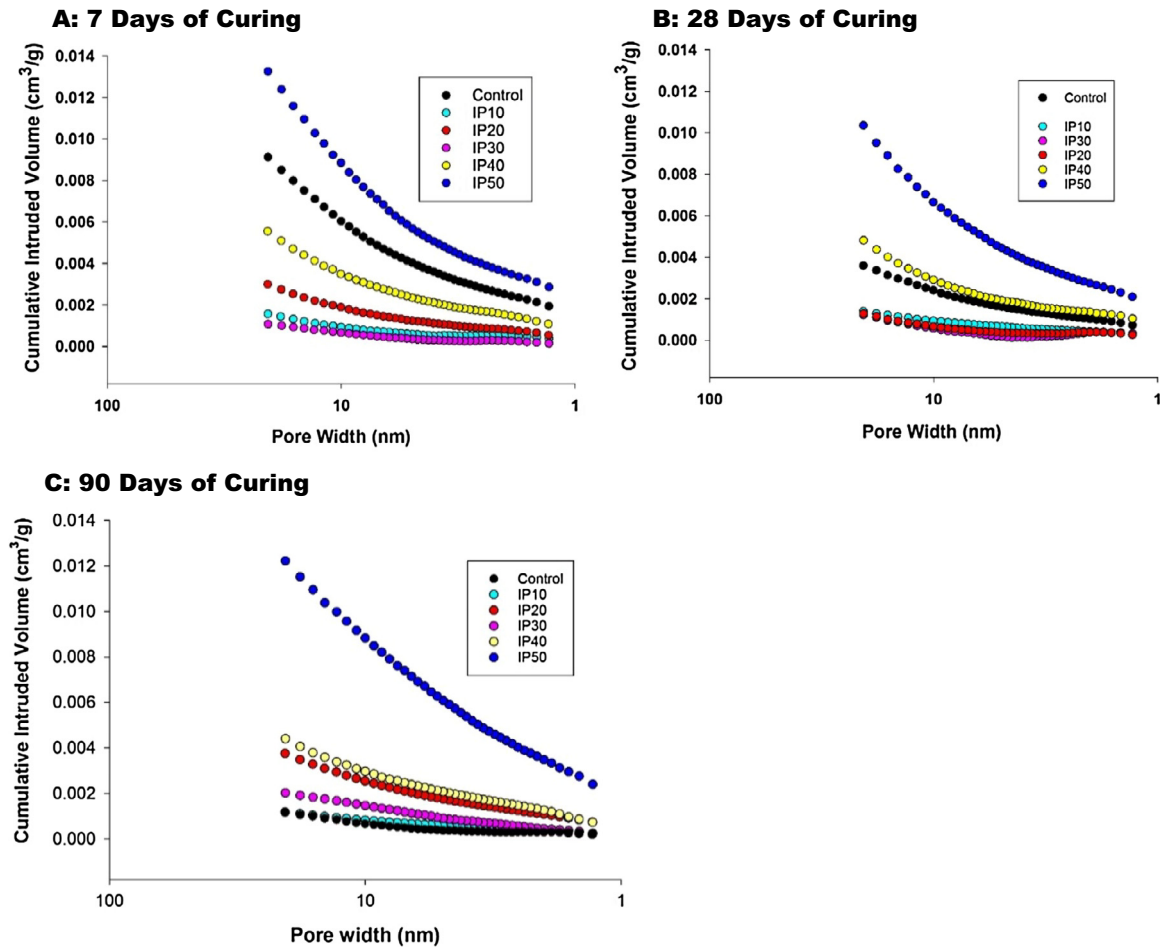 A: 7 Days of Curing
Cumulative Intruded Volume (cm³/g)
0.014
0.012
0.010
0.008
0.006
0.004
0.002
0.000
Control
IP10
IP20
IP30
IP40
IP50
100
10
1
Pore Width (nm)
B: 28 Days of Curing
Cumulative Intruded Volume (cm³/g)
0.014
0.012
0.010
0.008
0.006
0.004
0.002
0.000
Control
IP10
IP30
IP20
IP40
IP50
100
10
1
Pore Width (nm)
C: 90 Days of Curing
Cumulative Intruded Volume (cm³/g)
0.014
0.012
0.010
0.008
0.006
0.004
0.002
0.000
Control
IP10
IP20
IP30
IP40
IP50
100
10
1
Pore width (nm)